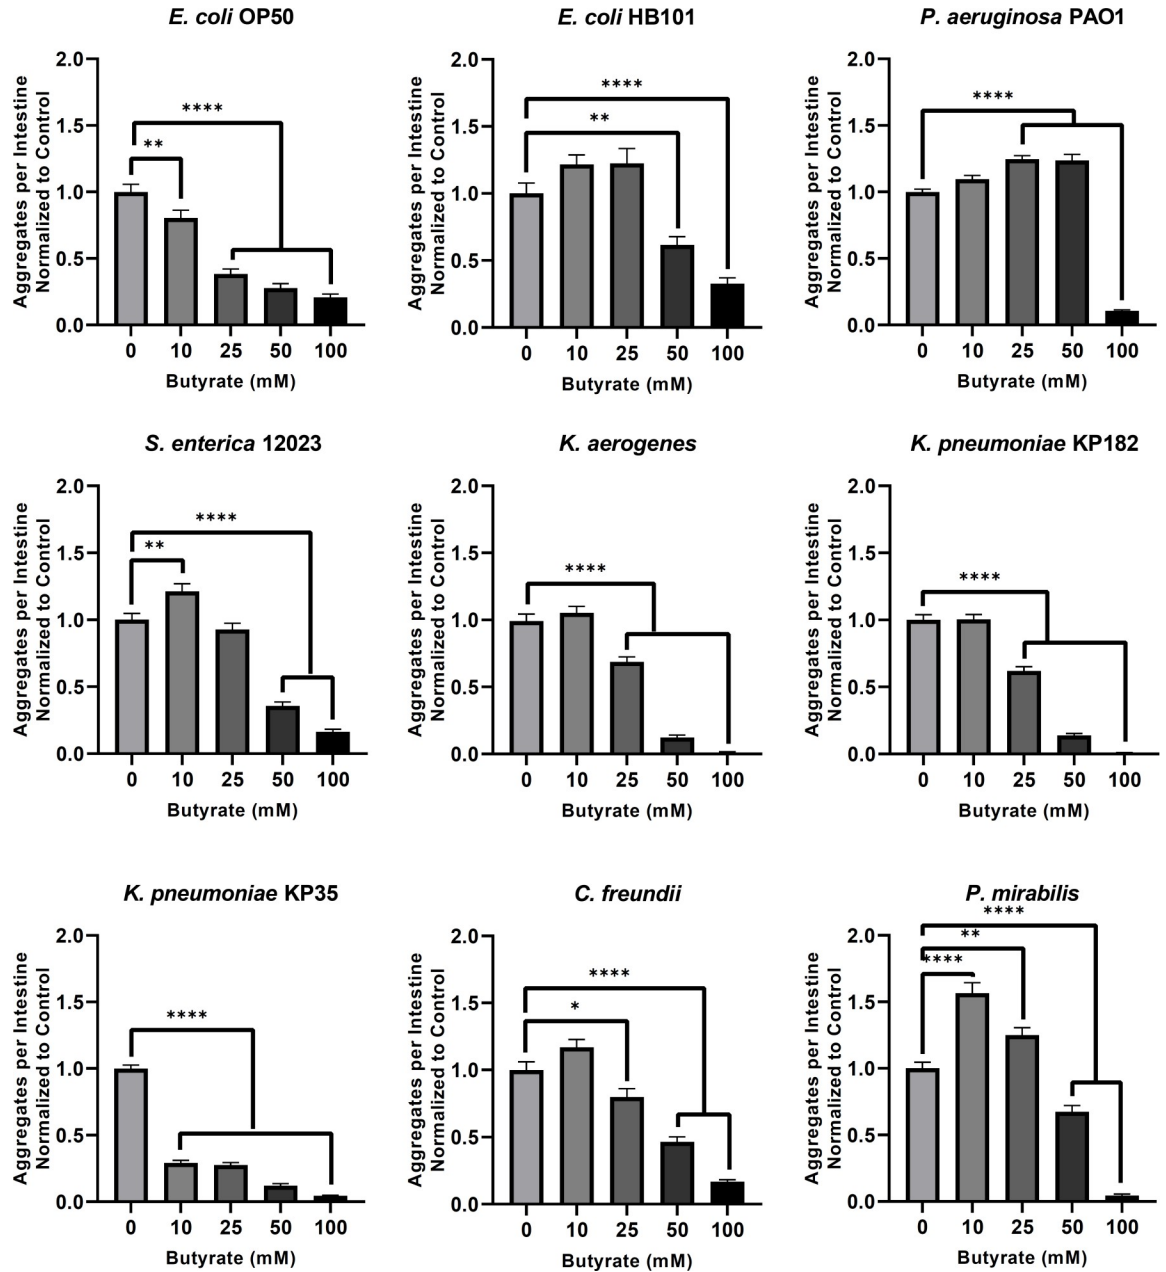 E. coli OP50
Aggregates per Intestine
Normalized to Control
2.0
1.5
1.0
0.5
0.0
****
**
0 10 25 50 100
Butyrate (mM)
E. coli HB101
Aggregates per Intestine
Normalized to Control
2.0
1.5
1.0
0.5
0.0
****
**
0 10 25 50 100
Butyrate (mM)
P. aeruginosa PAO1
Aggregates per Intestine
Normalized to Control
2.0
1.5
1.0
0.5
0.0
****
0 10 25 50 100
Butyrate (mM)
S. enterica 12023
Aggregates per Intestine
Normalized to Control
2.0
1.5
1.0
0.5
0.0
****
**
0 10 25 50 100
Butyrate (mM)
K. aerogenes
Aggregates per Intestine
Normalized to Control
2.0
1.5
1.0
0.5
0.0
****
0 10 25 50 100
Butyrate (mM)
K. pneumoniae KP182
Aggregates per Intestine
Normalized to Control
2.0
1.5
1.0
0.5
0.0
****
0 10 25 50 100
Butyrate (mM)
K. pneumoniae KP35
Aggregates per Intestine
Normalized to Control
2.0
1.5
1.0
0.5
0.0
****
0 10 25 50 100
Butyrate (mM)
C. freundii
Aggregates per Intestine
Normalized to Control
2.0
1.5
1.0
0.5
0.0
****
*
0 10 25 50 100
Butyrate (mM)
P. mirabilis
Aggregates per Intestine
Normalized to Control
2.0
1.5
1.0
0.5
0.0
****
**
****
0 10 25 50 100
Butyrate (mM)